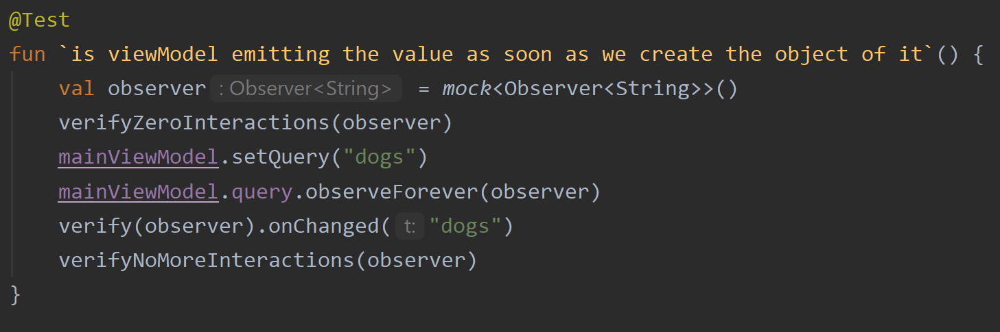 @Test
fun `is viewModel emitting the value as soon as we create the object of it`() {
    val observer : Observer<String> = mock<Observer<String>>()
    verifyZeroInteractions(observer)
    mainViewModel.setQuery("dogs")
    mainViewModel.query.observeForever(observer)
    verify(observer).onChanged( t: "dogs")
    verifyNoMoreInteractions(observer)
}